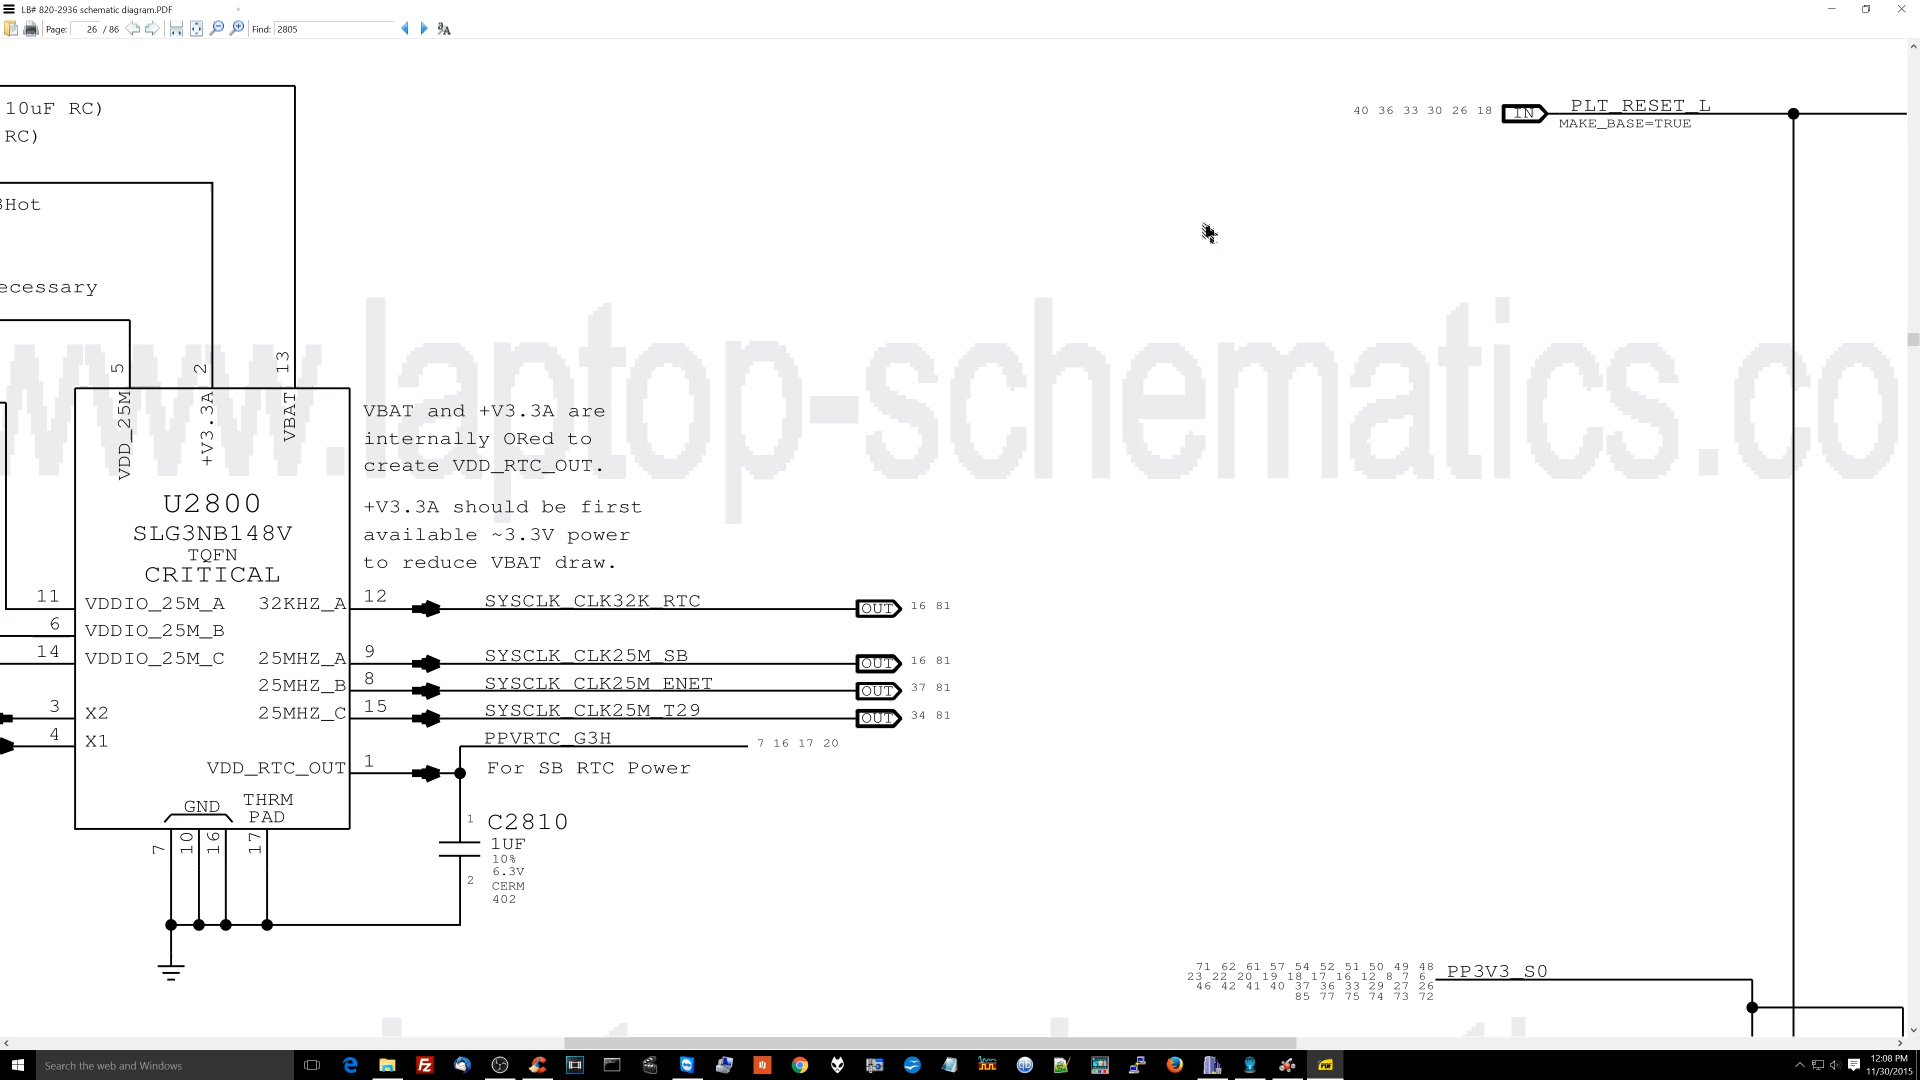 LB# 820-2936 schematic diagram.PDF
Page: 26 / 86 Find: 2805
10uF RC)
RC)
3Hot
ecessary
40 36 33 30 26 18 IN PLT_RESET_L
MAKE_BASE=TRUE
www.laptop-schematics.co
5 2 13
VDD_25M +V3.3A VBAT
VBAT and +V3.3A are
internally ORed to
create VDD_RTC_OUT.
+V3.3A should be first
available ~3.3V power
to reduce VBAT draw.
U2800
SLG3NB148V
TQFN
CRITICAL
11 VDDIO_25M_A 32KHZ_A 12 SYSCLK_CLK32K_RTC OUT 16 81
6 VDDIO_25M_B
14 VDDIO_25M_C 25MHZ_A 9 SYSCLK_CLK25M_SB OUT 16 81
25MHZ_B 8 SYSCLK_CLK25M_ENET OUT 37 81
3 X2 25MHZ_C 15 SYSCLK_CLK25M_T29 OUT 34 81
4 X1 PPVRTC_G3H 7 16 17 20
VDD_RTC_OUT 1 For SB RTC Power
GND THRM
PAD
7 10 16 17
1 C2810
1UF
10%
6.3V
2 CERM
402
71 62 61 57 54 52 51 50 49 48
23 22 20 19 18 17 16 12 8 7 6 PP3V3_S0
46 42 41 40 37 36 33 29 27 26
85 77 75 74 73 72
Search the web and Windows
12:08 PM
11/30/2015